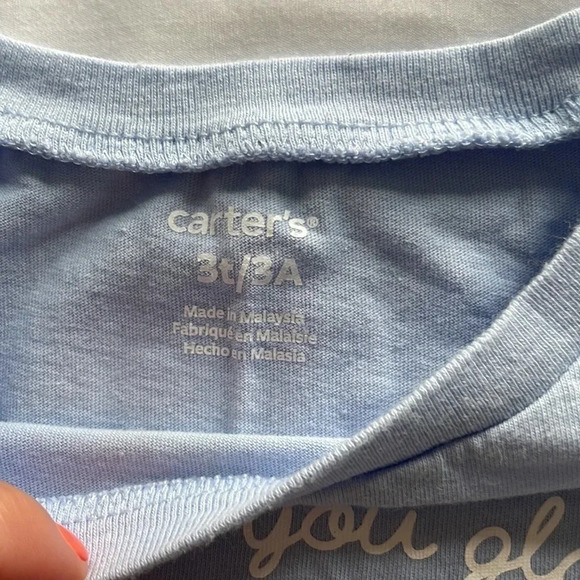 carter's®
3t/3A
Made in Malaysia
Fabriqué en Malaisie
Hecho en Malasia
you